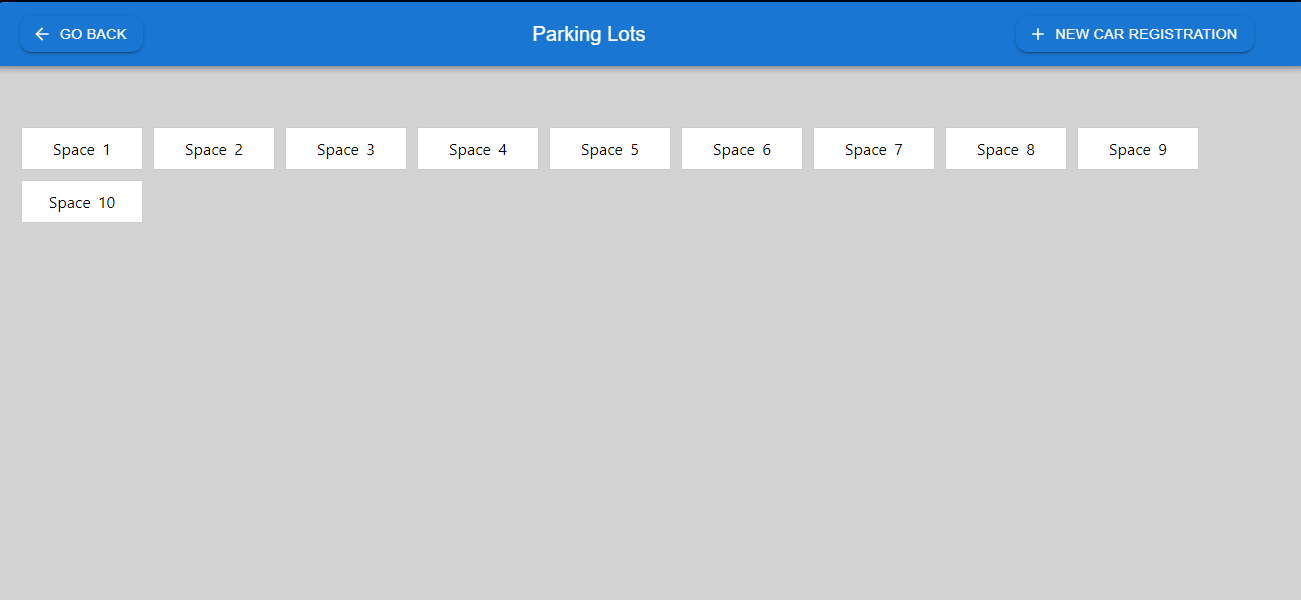 GO BACK
Parking Lots
NEW CAR REGISTRATION
Space 1
Space 2
Space 3
Space 4
Space 5
Space 6
Space 7
Space 8
Space 9
Space 10